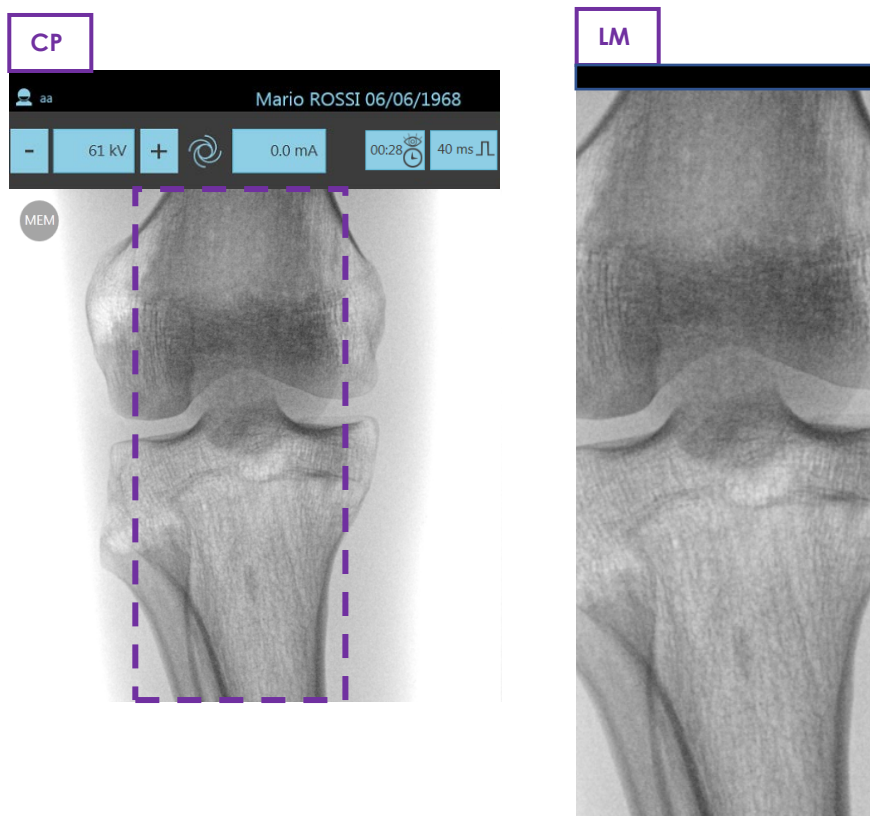 CP
LM
aa
Mario ROSSI 06/06/1968
- 61 kV + 0.0 mA 00:28 40 ms
MEM